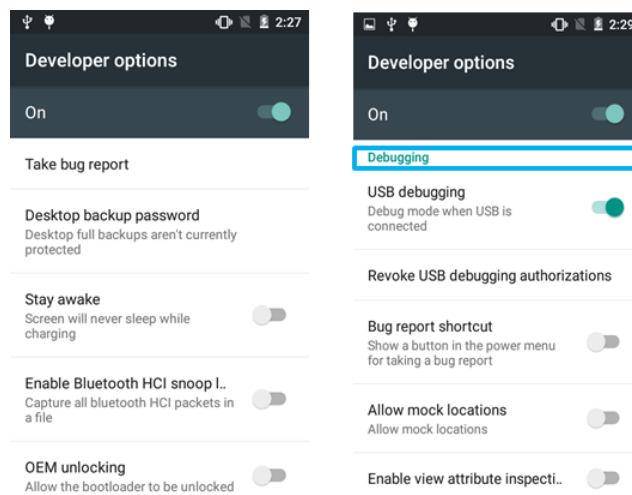 2:27
Developer options
On
Take bug report
Desktop backup password
Desktop full backups aren't currently
protected
Stay awake
Screen will never sleep while
charging
Enable Bluetooth HCI snoop l..
Capture all bluetooth HCI packets in
a file
OEM unlocking
Allow the bootloader to be unlocked
2:29
Developer options
On
Debugging
USB debugging
Debug mode when USB is
connected
Revoke USB debugging authorizations
Bug report shortcut
Show a button in the power menu
for taking a bug report
Allow mock locations
Allow mock locations
Enable view attribute inspecti..